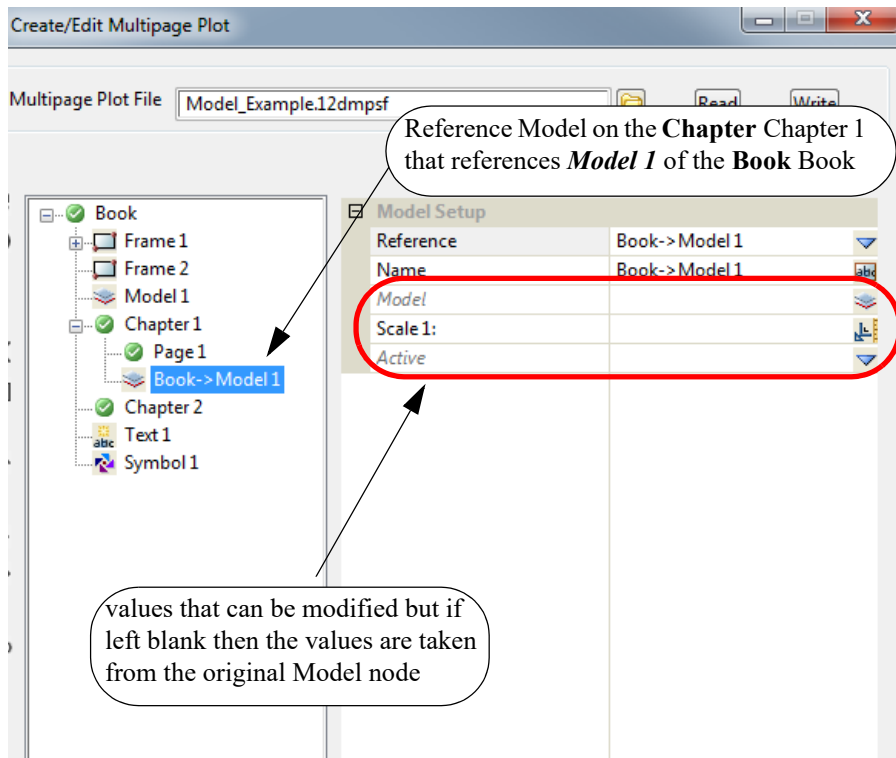 Create/Edit Multipage Plot
Multipage Plot File
Model_Example.12dmpsf
Read
Write
Reference Model on the Chapter Chapter 1
that references Model 1 of the Book Book
Book
Frame 1
Frame 2
Model 1
Chapter 1
Page 1
Book->Model 1
Chapter 2
abc
Text 1
Symbol 1
Model Setup
Reference
Book->Model 1
Name
Book->Model 1
abc
Model
Scale 1:
Active
values that can be modified but if
left blank then the values are taken
from the original Model node